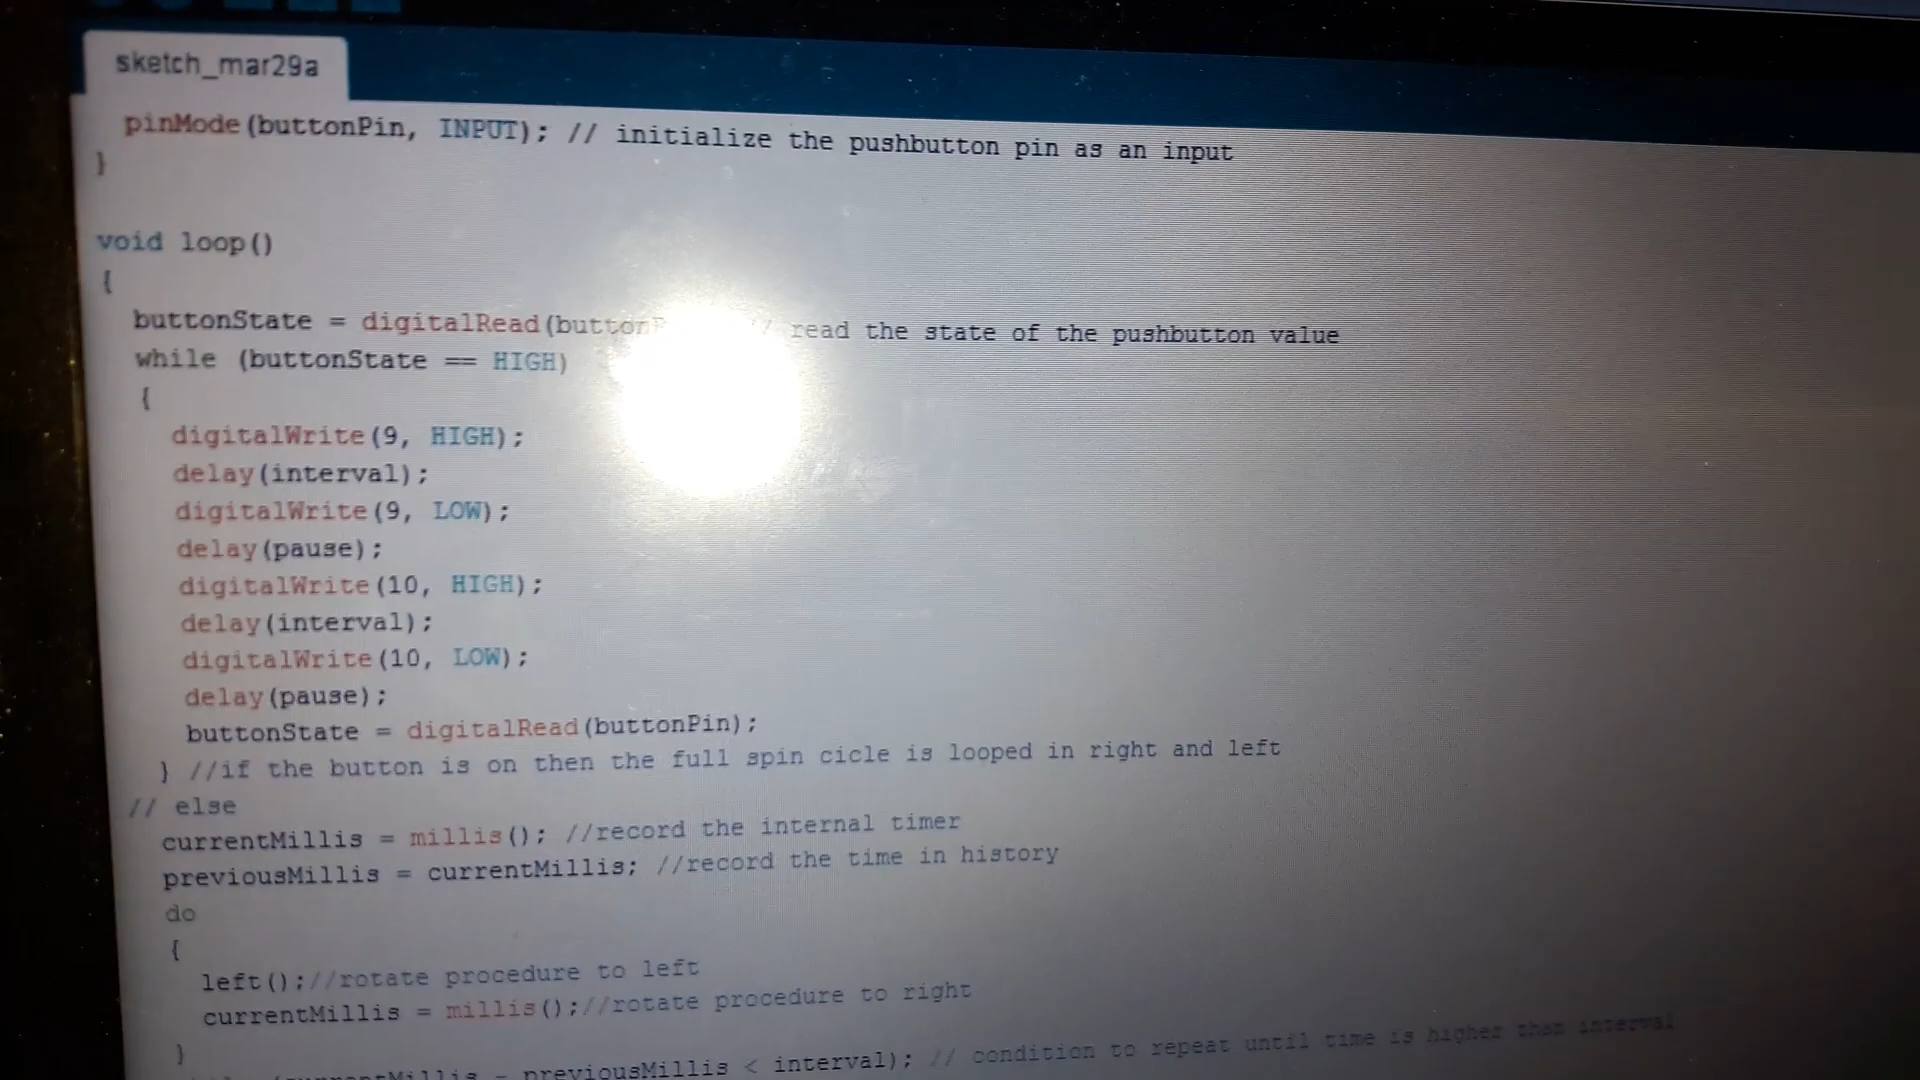 sketch_mar29a
pinMode(buttonPin, INPUT); // initialize the pushbutton pin as an input
}
void loop()
{
buttonState = digitalRead(button // read the state of the pushbutton value
while (buttonState == HIGH)
{
digitalWrite(9, HIGH);
delay(interval);
digitalWrite(9, LOW);
delay(pause);
digitalWrite(10, HIGH);
delay(interval);
digitalWrite(10, LOW);
delay(pause);
buttonState = digitalRead(buttonPin);
} //if the button is on then the full spin cicle is looped in right and left
// else
currentMillis = millis(); //record the internal timer
previousMillis = currentMillis; //record the time in history
do
{
left();//rotate procedure to left
currentMillis = millis();//rotate procedure to right
}
- previousMillis < interval); // condition to repeat until time is higher than interval